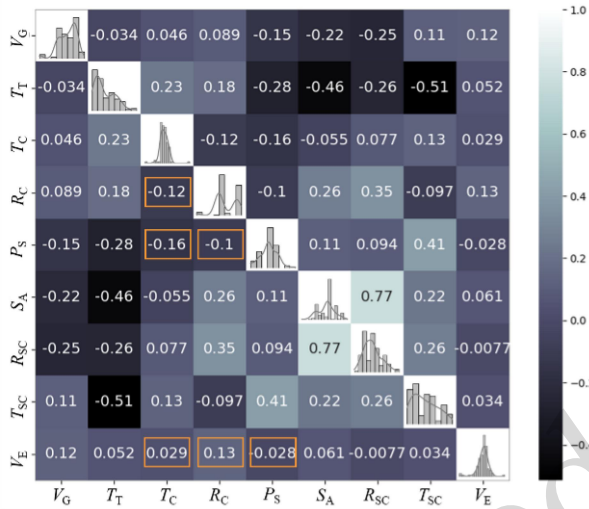 V_G -0.034 0.046 0.089 -0.15 -0.22 -0.25 0.11 0.12
T_T -0.034 0.23 0.18 -0.28 -0.46 -0.26 -0.51 0.052
T_C 0.046 0.23 -0.12 -0.16 -0.055 0.077 0.13 0.029
R_C 0.089 0.18 -0.12 -0.1 0.26 0.35 -0.097 0.13
P_S -0.15 -0.28 -0.16 -0.1 0.11 0.094 0.41 -0.028
S_A -0.22 -0.46 -0.055 0.26 0.11 0.77 0.22 0.061
R_SC -0.25 -0.26 0.077 0.35 0.094 0.77 0.26 -0.0077
T_SC 0.11 -0.51 0.13 -0.097 0.41 0.22 0.26 0.034
V_E 0.12 0.052 0.029 0.13 -0.028 0.061 -0.0077 0.034
V_G T_T T_C R_C P_S S_A R_SC T_SC V_E
1.0
0.8
0.6
0.4
0.2
0.0
-0.4